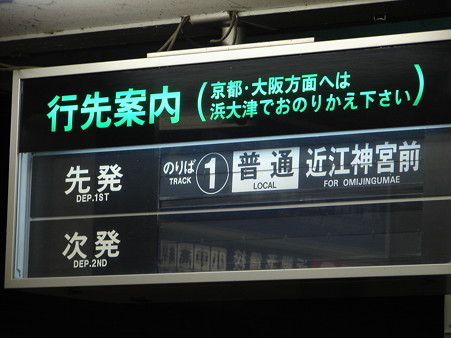 行先案内 (京都・大阪方面へは
浜大津でおのりかえ下さい)
先発 のりば ① 普通 近江神宮前
DEP.1ST TRACK LOCAL FOR OMIJINGUMAE
次発
DEP.2ND